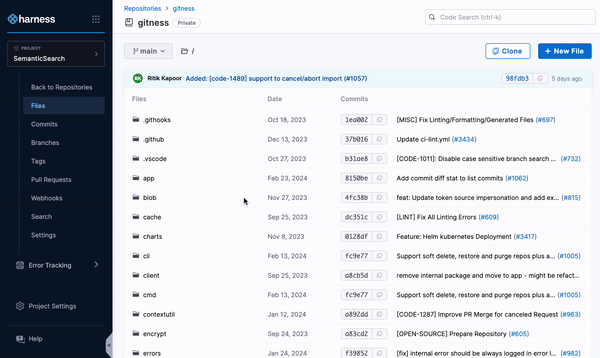 harness
PROJECT
SemanticSearch
Back to Repositories
Files
Commits
Branches
Tags
Pull Requests
Webhooks
Search
Settings
Error Tracking
Project Settings
Help
Repositories > gitness
gitness Private
Code Search (ctrl-k)
main /
Clone
+ New File
RK Ritik Kapoor Added: [code-1489] support to cancel/abort import (#1057) 98fdb3 5 days ago
Files Date Commits
.githooks Oct 18, 2023 1ea002 [MISC] Fix Linting/Formatting/Generated Files (#697)
.github Dec 13, 2023 37b016 Update ci-lint.yml (#3434)
.vscode Oct 27, 2023 b31ae8 [CODE-1011]: Disable case sensitive branch search ... (#732)
app Feb 23, 2024 8150be Add commit diff stat to list commits (#1062)
blob Nov 27, 2023 4fc38b feat: Update token source impersonation and add ex... (#815)
cache Sep 25, 2023 dc351c [LINT] Fix All Linting Errors (#609)
charts Nov 8, 2023 0128df Feature: Helm kubernetes Deployment (#3417)
cli Feb 13, 2024 fc9e77 Support soft delete, restore and purge repos plus a... (#1005)
client Sep 25, 2023 a8cb5d remove internal package and move to app - might be refact...
cmd Feb 13, 2024 fc9e77 Support soft delete, restore and purge repos plus a... (#1005)
contextutil Jan 12, 2024 a892dd [CODE-1287] Improve PR Merge for canceled Request (#963)
encrypt Sep 24, 2023 a83cd2 [OPEN-SOURCE] Prepare Repository (#605)
errors Jan 24, 2024 f39852 [fix] internal error should be always logged in error l... (#982)